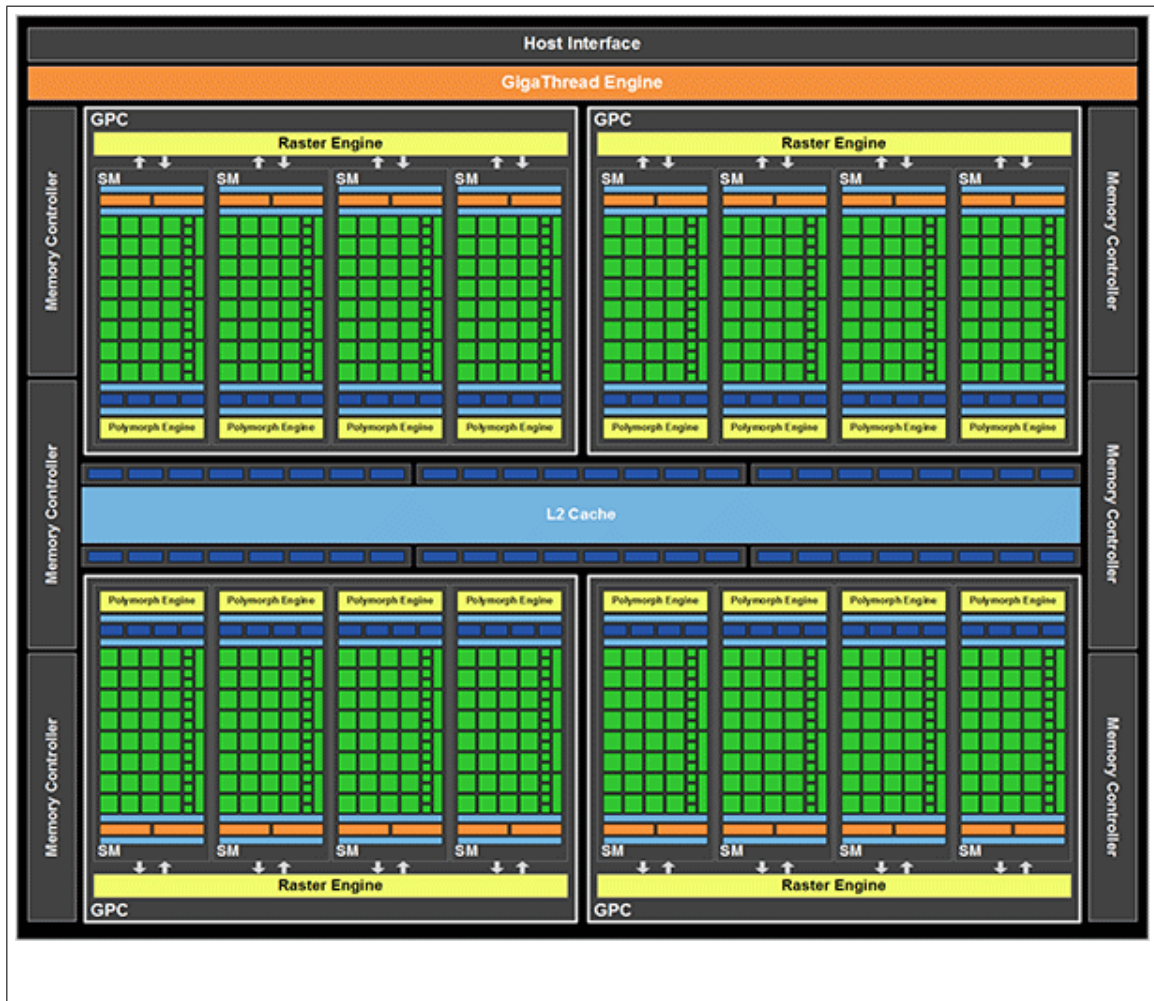 Host Interface
GigaThread Engine
Memory Controller
Memory Controller
Memory Controller
GPC
Raster Engine
SM SM SM SM
Polymorph Engine Polymorph Engine Polymorph Engine Polymorph Engine
GPC
Raster Engine
SM SM SM SM
Polymorph Engine Polymorph Engine Polymorph Engine Polymorph Engine
L2 Cache
Polymorph Engine Polymorph Engine Polymorph Engine Polymorph Engine
SM SM SM SM
Raster Engine
GPC
Polymorph Engine Polymorph Engine Polymorph Engine Polymorph Engine
SM SM SM SM
Raster Engine
GPC
Memory Controller
Memory Controller
Memory Controller